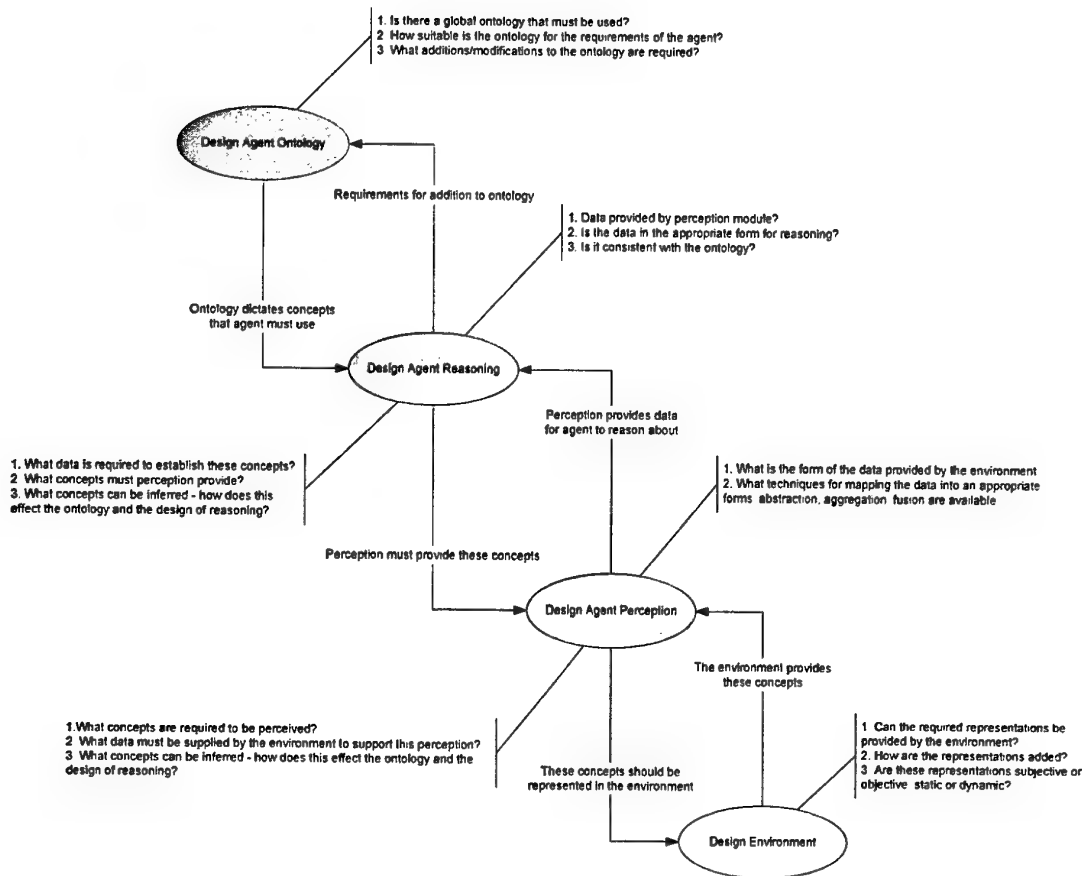 1. Is there a global ontology that must be used?
2 How suitable is the ontology for the requirements of the agent?
3 What additions/modifications to the ontology are required?
Design Agent Ontology
Requirements for addition to ontology
1. Data provided by perception module?
2. Is the data in the appropriate form for reasoning?
3. Is it consistent with the ontology?
Ontology dictates concepts
that agent must use
Design Agent Reasoning
Perception provides data
for agent to reason about
1. What data is required to establish these concepts?
2 What concepts must perception provide?
3. What concepts can be inferred - how does this
effect the ontology and the design of reasoning?
1. What is the form of the data provided by the environment
2. What techniques for mapping the data into an appropriate
forms abstraction, aggregation fusion are available
Perception must provide these concepts
Design Agent Perception
The environment provides
these concepts
1.What concepts are required to be perceived?
2 What data must be supplied by the environment to support this perception?
3 What concepts can be inferred - how does this effect the ontology and the
design of reasoning?
1 Can the required representations be
provided by the environment?
2. How are the representations added?
3 Are these representations subjective or
objective static or dynamic?
These concepts should be
represented in the environment
Design Environment